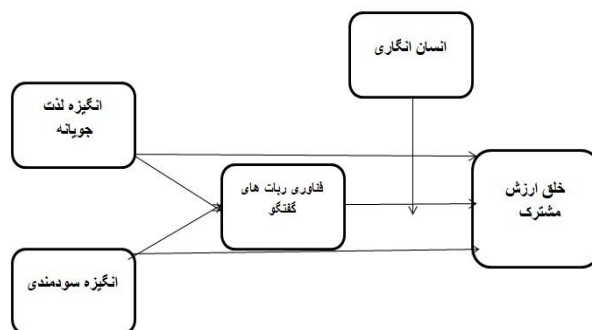 انسان انگاری
انگیزه لذت
جویانه
فناوری ربات های
گفتگو
خلق ارزش
مشترک
انگیزه سودمندی